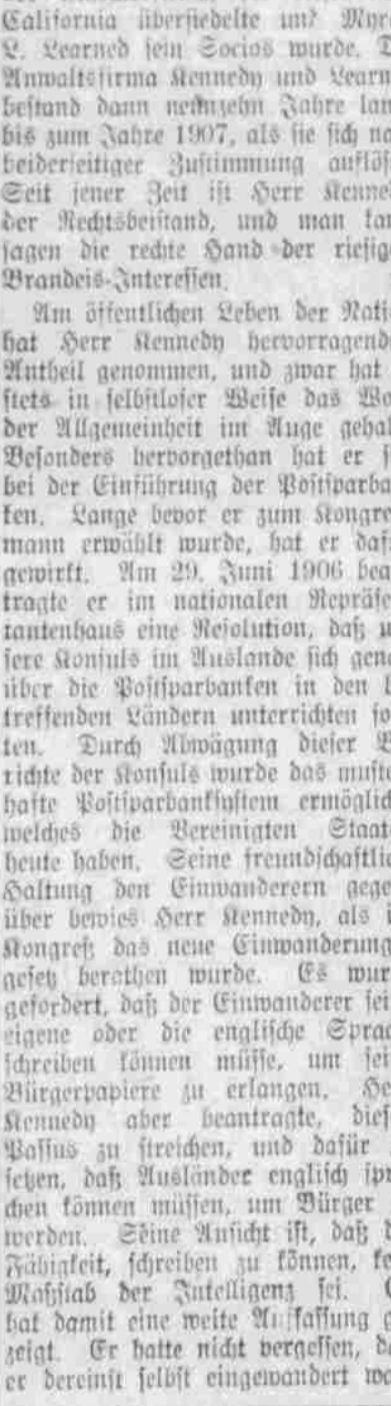 California übersiedelte und Myr
L. Learned sein Socios wurde. D
Anwaltsfirma Kennedy und Learn
bestand dann neunzehn Jahre lan
bis zum Jahre 1907, als sie sich na
beiderseitiger Zustimmung auflös
Seit jener Zeit ist Herr Kenne
der Rechtsbeistand, und man kan
sagen die rechte Hand der riesige
Brandeis-Interessen.
Am öffentlichen Leben der Natio
hat Herr Kennedy hervorragende
Antheil genommen, und zwar hat
stets in selbstloser Weise das Wo
der Allgemeinheit im Auge gehal
Besonders hervorgethan hat er s
bei der Einführung der Postsparba
ken. Lange bevor er zum Kongre
mann erwählt wurde, hat er dafü
gewirkt. Am 29. Juni 1906 bean
tragte er im nationalen Repräse
tantenhaus eine Resolution, daß u
sere Konsuls im Auslande sich gena
über die Postsparbanken in den b
treffenden Ländern unterrichten so
ten. Durch Abwägung dieser B
richte der Konsuls wurde das muste
hafte Postsparbanksystem ermöglich
welches die Vereinigten Staate
heute haben. Seine freundschaftlic
Haltung den Einwanderern gege
über bewies Herr Kennedy, als i
Kongreß das neue Einwanderung
gesetz berathen wurde. Es wur
gefordert, daß der Einwanderer sei
eigene oder die englische Sprac
schreiben können müsse, um sei
Bürgerpapiere zu erlangen. He
Kennedy aber beantragte, dies
Passus zu streichen, und dafür
setzen, daß Ausländer englisch spr
chen können müssen, um Bürger
werden. Seine Ansicht ist, daß d
Fähigkeit, schreiben zu können, ke
Maßstab der Intelligenz sei. E
hat damit eine weite Auffassung g
zeigt. Er hatte nicht vergessen, da
er dereinst selbst eingewandert wa